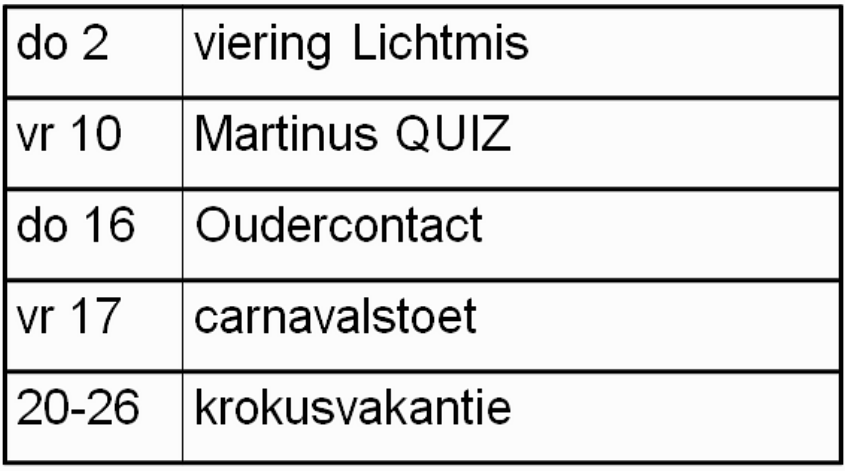 do 2 viering Lichtmis
vr 10 Martinus QUIZ
do 16 Oudercontact
vr 17 carnavalstoet
20-26 krokusvakantie